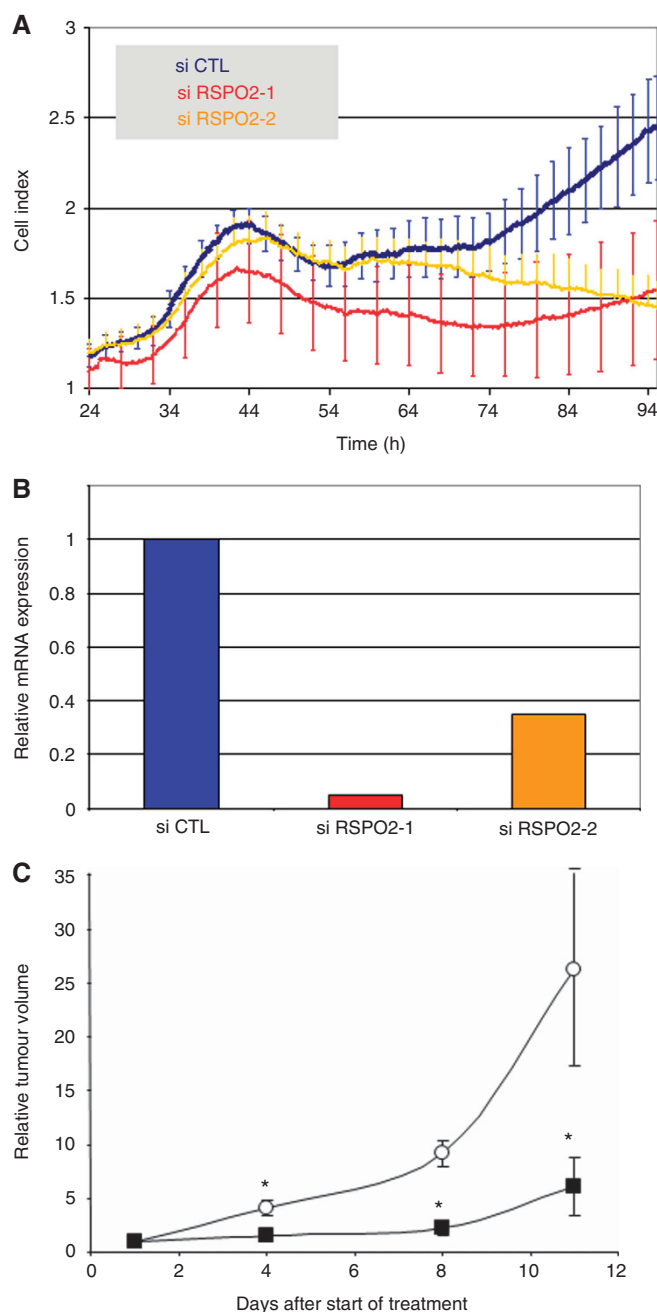 A
si CTL
si RSPO2-1
si RSPO2-2
Cell index
3
2.5
2
1.5
1
24 34 44 54 64 74 84 94
Time (h)
B
Relative mRNA expression
1
0.8
0.6
0.4
0.2
0
si CTL si RSPO2-1 si RSPO2-2
C
Relative tumour volume
35
30
25
20
15
10
5
0
*
*
*
0 2 4 6 8 10 12
Days after start of treatment